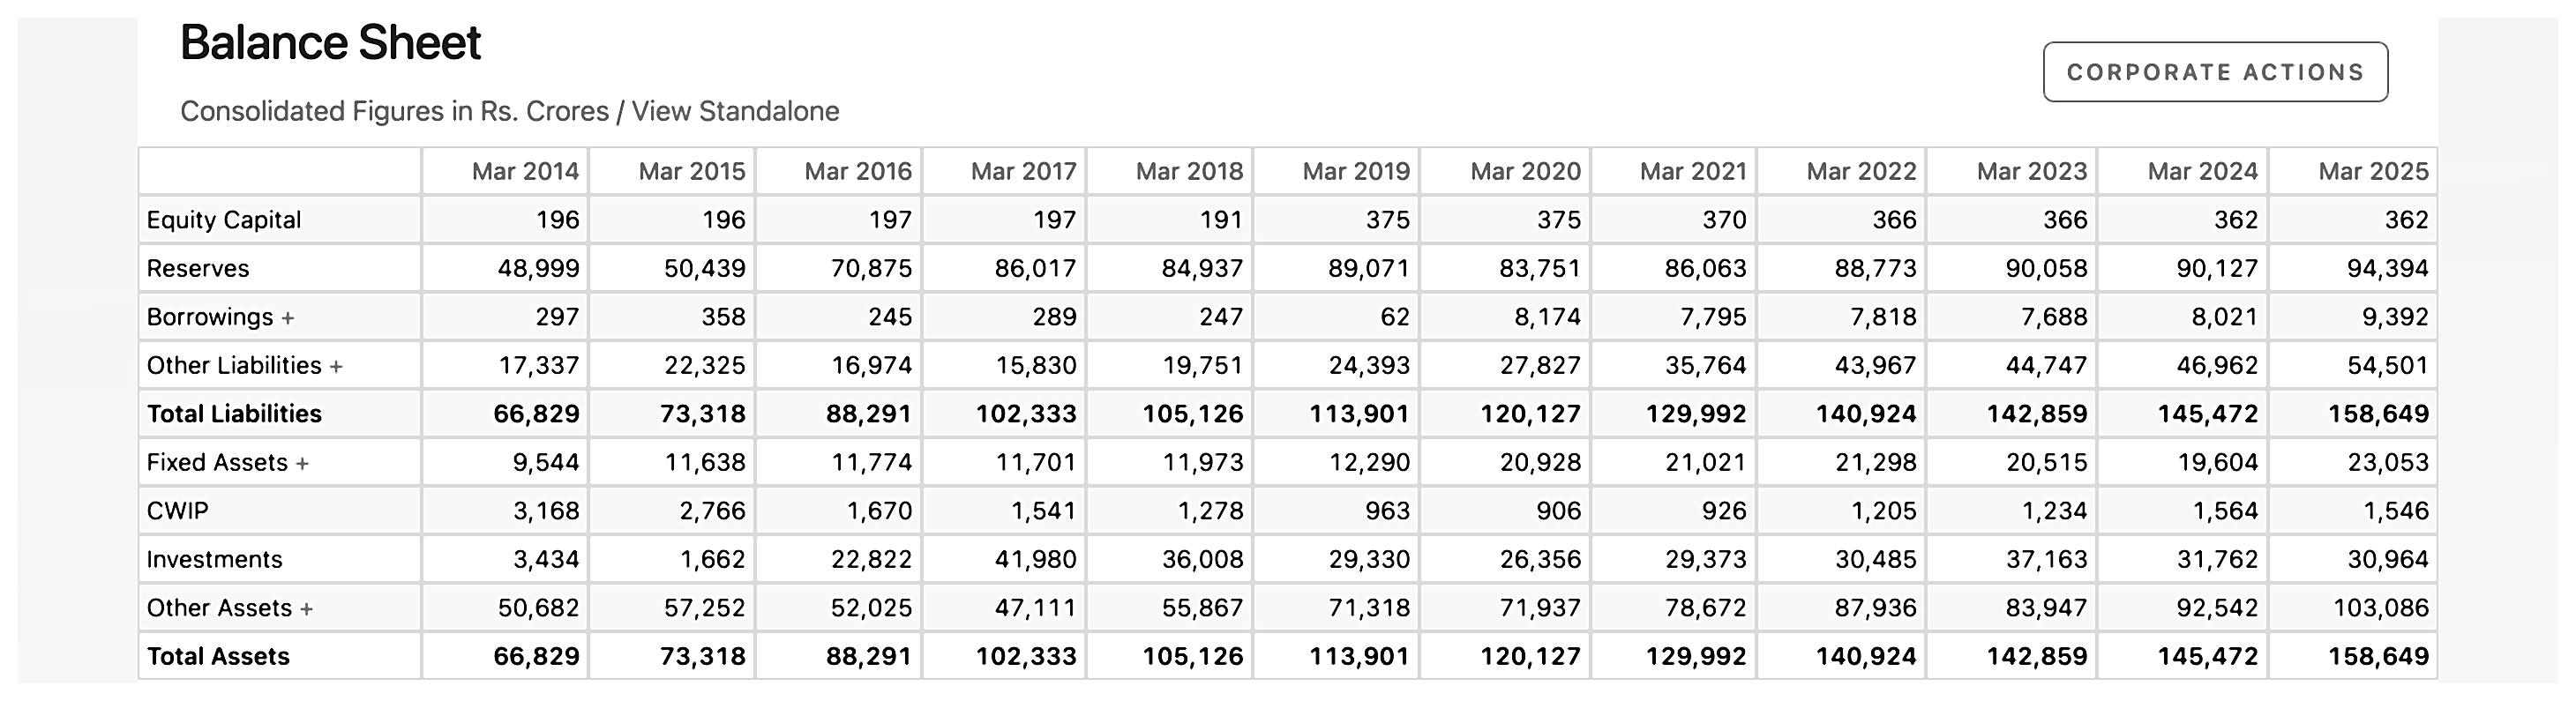 Balance Sheet
CORPORATE ACTIONS
Consolidated Figures in Rs. Crores / View Standalone
Mar 2014 Mar 2015 Mar 2016 Mar 2017 Mar 2018 Mar 2019 Mar 2020 Mar 2021 Mar 2022 Mar 2023 Mar 2024 Mar 2025
Equity Capital 196 196 197 197 191 375 375 370 366 366 362 362
Reserves 48,999 50,439 70,875 86,017 84,937 89,071 83,751 86,063 88,773 90,058 90,127 94,394
Borrowings + 297 358 245 289 247 62 8,174 7,795 7,818 7,688 8,021 9,392
Other Liabilities + 17,337 22,325 16,974 15,830 19,751 24,393 27,827 35,764 43,967 44,747 46,962 54,501
Total Liabilities 66,829 73,318 88,291 102,333 105,126 113,901 120,127 129,992 140,924 142,859 145,472 158,649
Fixed Assets + 9,544 11,638 11,774 11,701 11,973 12,290 20,928 21,021 21,298 20,515 19,604 23,053
CWIP 3,168 2,766 1,670 1,541 1,278 963 906 926 1,205 1,234 1,564 1,546
Investments 3,434 1,662 22,822 41,980 36,008 29,330 26,356 29,373 30,485 37,163 31,762 30,964
Other Assets + 50,682 57,252 52,025 47,111 55,867 71,318 71,937 78,672 87,936 83,947 92,542 103,086
Total Assets 66,829 73,318 88,291 102,333 105,126 113,901 120,127 129,992 140,924 142,859 145,472 158,649